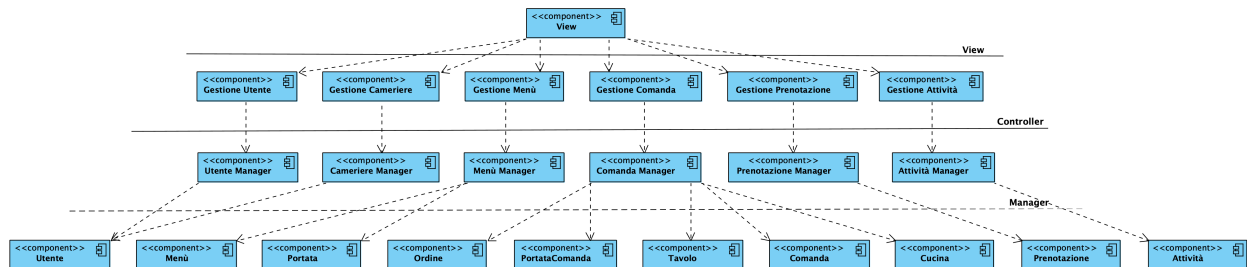 <<component>>
View
View
<<component>> <<component>> <<component>> <<component>> <<component>> <<component>>
Gestione Utente Gestione Cameriere Gestione Menù Gestione Comanda Gestione Prenotazione Gestione Attività
Controller
<<component>> <<component>> <<component>> <<component>> <<component>> <<component>>
Utente Manager Cameriere Manager Menù Manager Comanda Manager Prenotazione Manager Attività Manager
Manager
<<component>> <<component>> <<component>> <<component>> <<component>> <<component>> <<component>> <<component>> <<component>> <<component>>
Utente Menù Portata Ordine PortataComanda Tavolo Comanda Cucina Prenotazione Attività